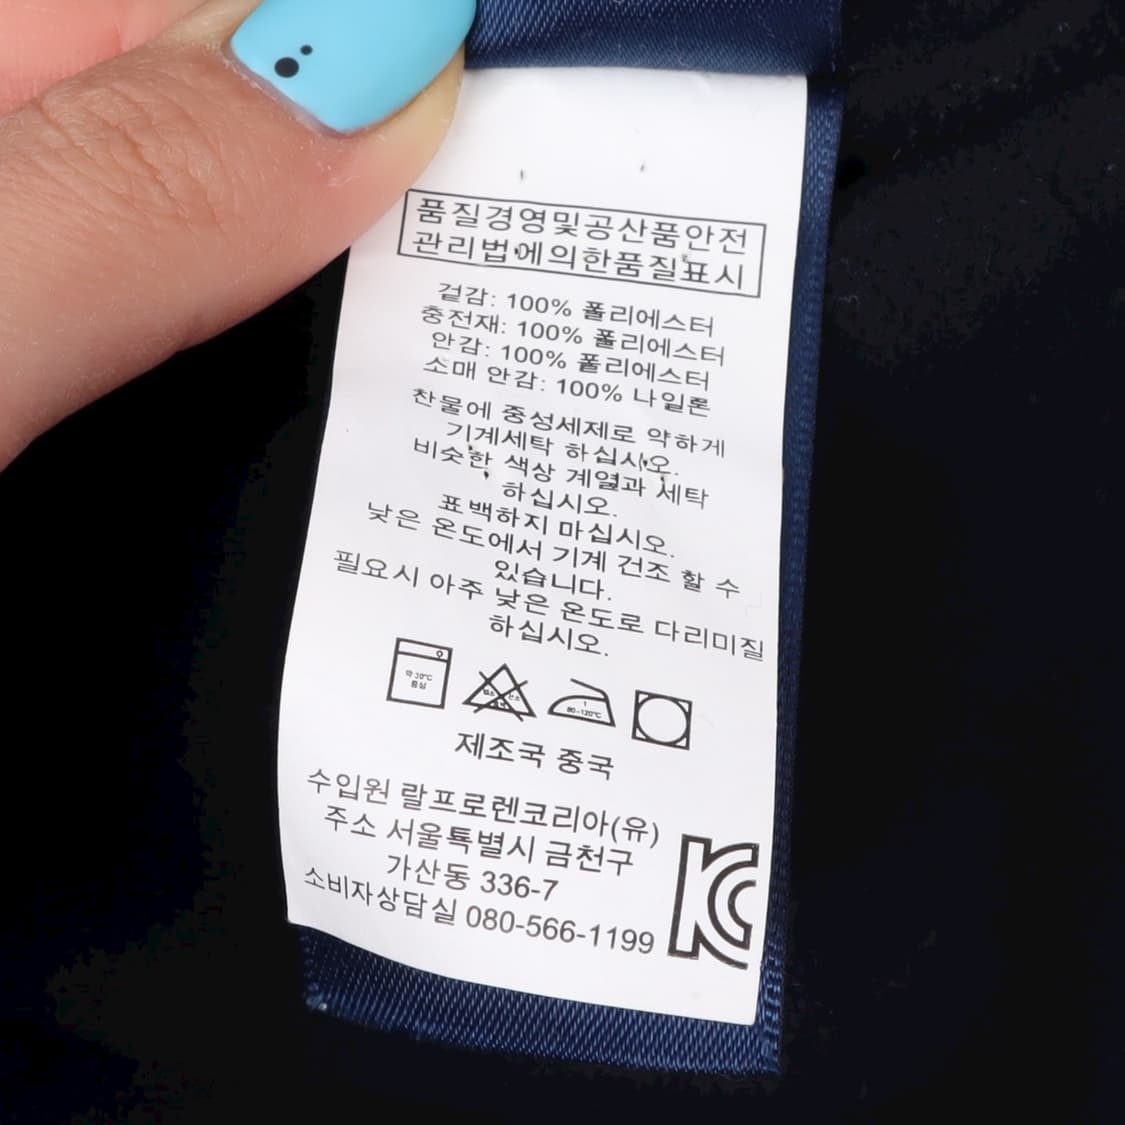 품질경영및공산품안전
관리법에의한품질표시
겉감: 100% 폴리에스터
충전재: 100% 폴리에스터
안감: 100% 폴리에스터
소매 안감: 100% 나일론
찬물에 중성세제로 약하게
기계세탁 하십시오.
비슷한 색상 계열과 세탁
하십시오.
표백하지 마십시오.
낮은 온도에서 기계 건조 할 수
있습니다.
필요시 아주 낮은 온도로 다리미질
하십시오.
약 30℃
중성
1
80~120℃
제조국 중국
수입원 랄프로렌코리아(유)
주소 서울특별시 금천구
가산동 336-7
소비자상담실 080-566-1199
KC